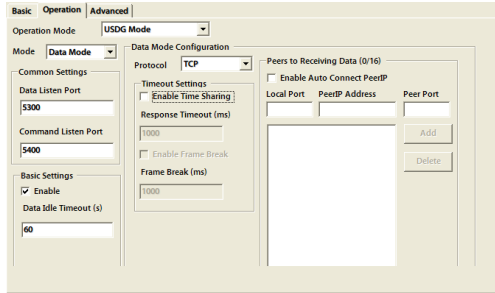 Basic Operation Advanced
Operation Mode USDG Mode
Mode Data Mode
Common Settings
Data Listen Port
5300
Command Listen Port
5400
Basic Settings
Enable
Data Idle Timeout (s)
60
Data Mode Configuration
Protocol TCP
Timeout Settings
Enable Time Sharing
Response Timeout (ms)
1000
Enable Frame Break
Frame Break (ms)
1000
Peers to Receiving Data (0/16)
Enable Auto Connect PeerIP
Local Port PeerIP Address Peer Port
Add
Delete